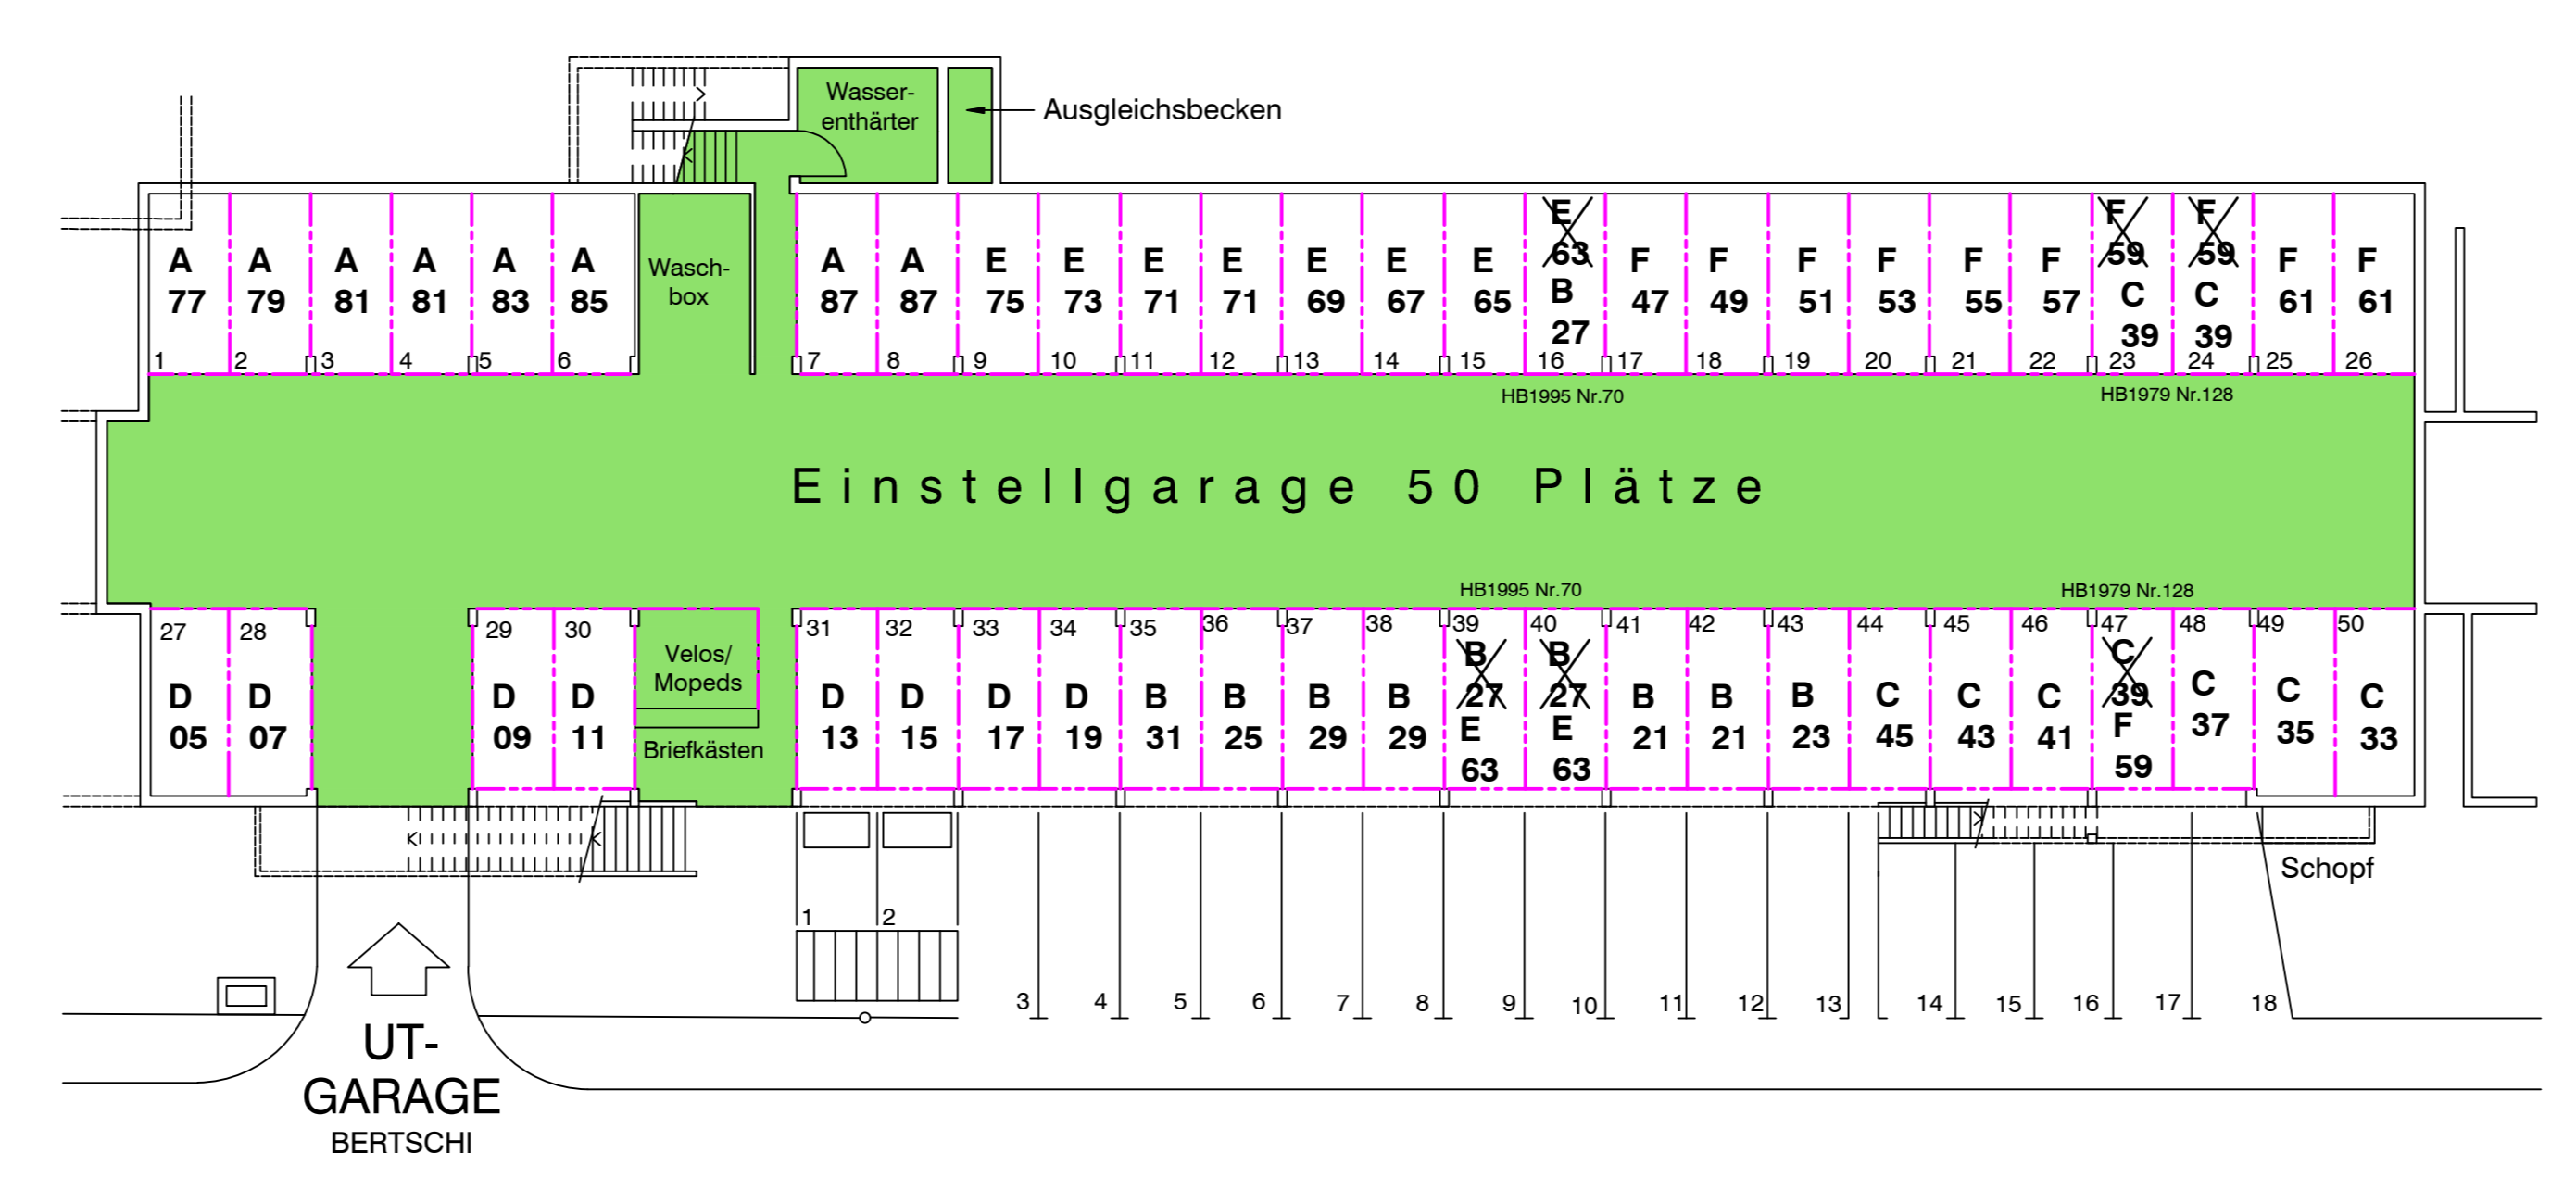 Wasser-
enthärter
Ausgleichsbecken
A A A A A A A A E E E E E E E E F F F F F F F F F F
77 79 81 81 83 85 Wasch-
box 87 87 75 73 71 71 69 67 65 63 47 49 51 53 55 57 59 59 61 61
B C C
27 39 39
1 2 3 4 5 6 7 8 9 10 11 12 13 14 15 16 17 18 19 20 21 22 23 24 25 26
HB1995 Nr.70 HB1979 Nr.128
Einstellgarage 50 Plätze
HB1995 Nr.70 HB1979 Nr.128
27 28 29 30 31 32 33 34 35 36 37 38 39 40 41 42 43 44 45 46 47 48 49 50
Velos/
Mopeds
D D D D D D D D B B B B B B B B B C C C C C C C
05 07 09 11 13 15 17 19 31 25 29 29 27 27 21 21 23 45 43 41 39 37 35 33
E E F
63 63 59
Briefkästen
Schopf
1 2
3 4 5 6 7 8 9 10 11 12 13 14 15 16 17 18
UT-
GARAGE
BERTSCHI